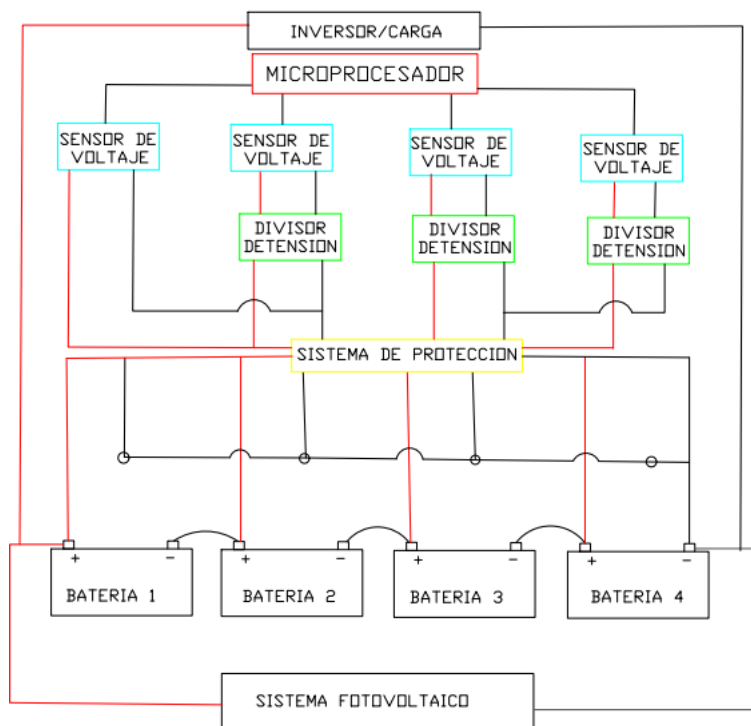 INVERSOR/CARGA
MICROPROCESADOR
SENSOR DE
VOLTAJE
SENSOR DE
VOLTAJE
SENSOR DE
VOLTAJE
SENSOR DE
VOLTAJE
DIVISOR
DETENSION
DIVISOR
DETENSION
DIVISOR
DETENSION
SISTEMA DE PROTECCION
+ -
BATERIA 1
+ -
BATERIA 2
+ -
BATERIA 3
+ -
BATERIA 4
SISTEMA FOTOVOLTAICO